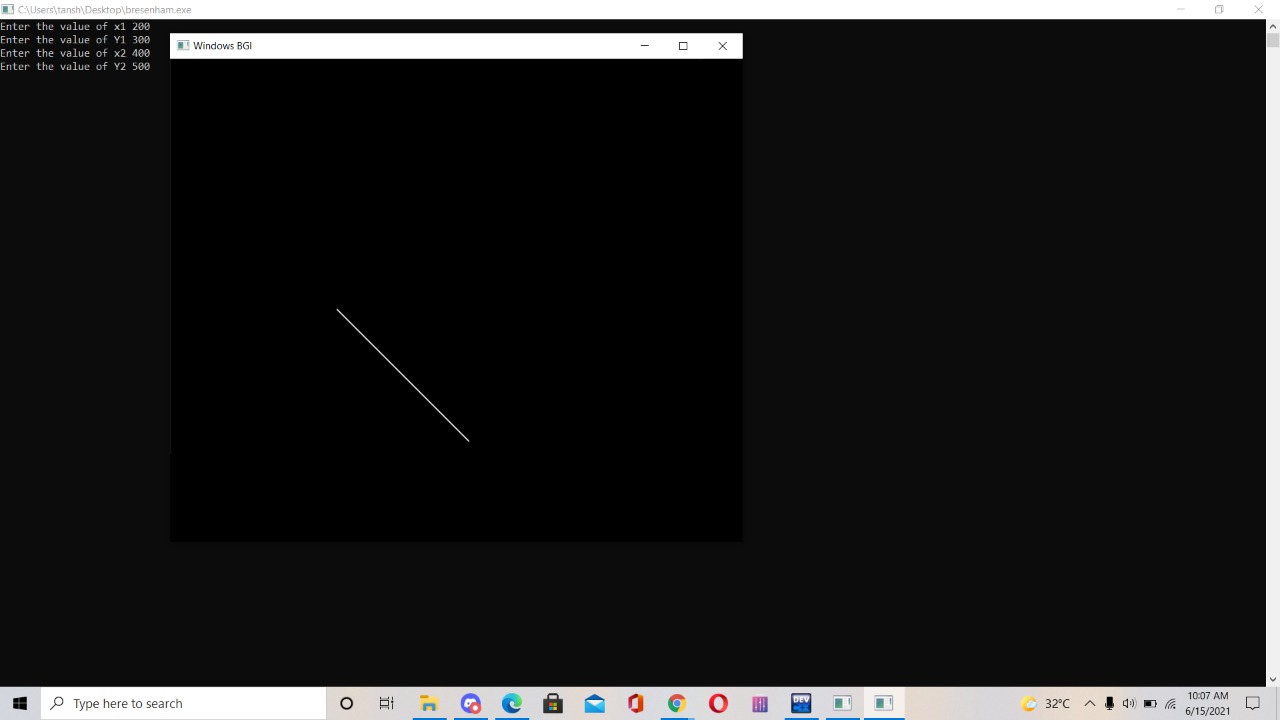 C:\Users\tansh\Desktop\bresenham.exe
Enter the value of x1 200
Enter the value of Y1 300
Enter the value of x2 400
Enter the value of Y2 500
Windows BGI
Type here to search
DEV
32°C
10:07 AM
6/15/2021